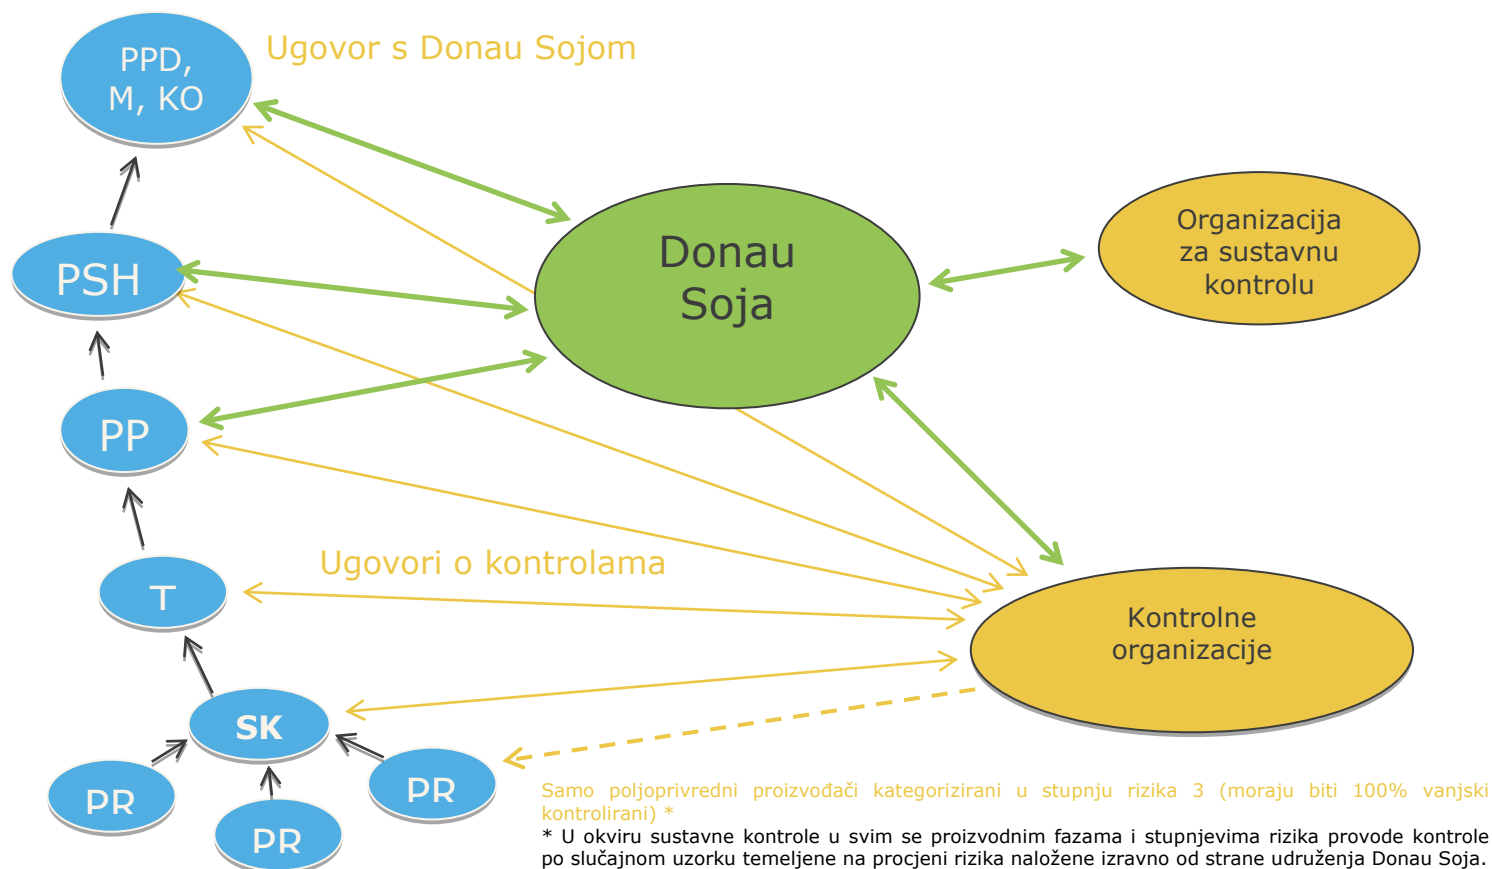 PPD,
M, KO
Ugovor s Donau Sojom
PSH
Donau
Soja
Organizacija
za sustavnu
kontrolu
PP
Ugovori o kontrolama
T
Kontrolne
organizacije
SK
PR
PR
PR
Samo poljoprivredni proizvođači kategorizirani u stupnju rizika 3 (moraju biti 100% vanjski
kontrolirani) *
* U okviru sustavne kontrole u svim se proizvodnim fazama i stupnjevima rizika provode kontrole
po slučajnom uzorku temeljene na procjeni rizika naložene izravno od strane udruženja Donau Soja.